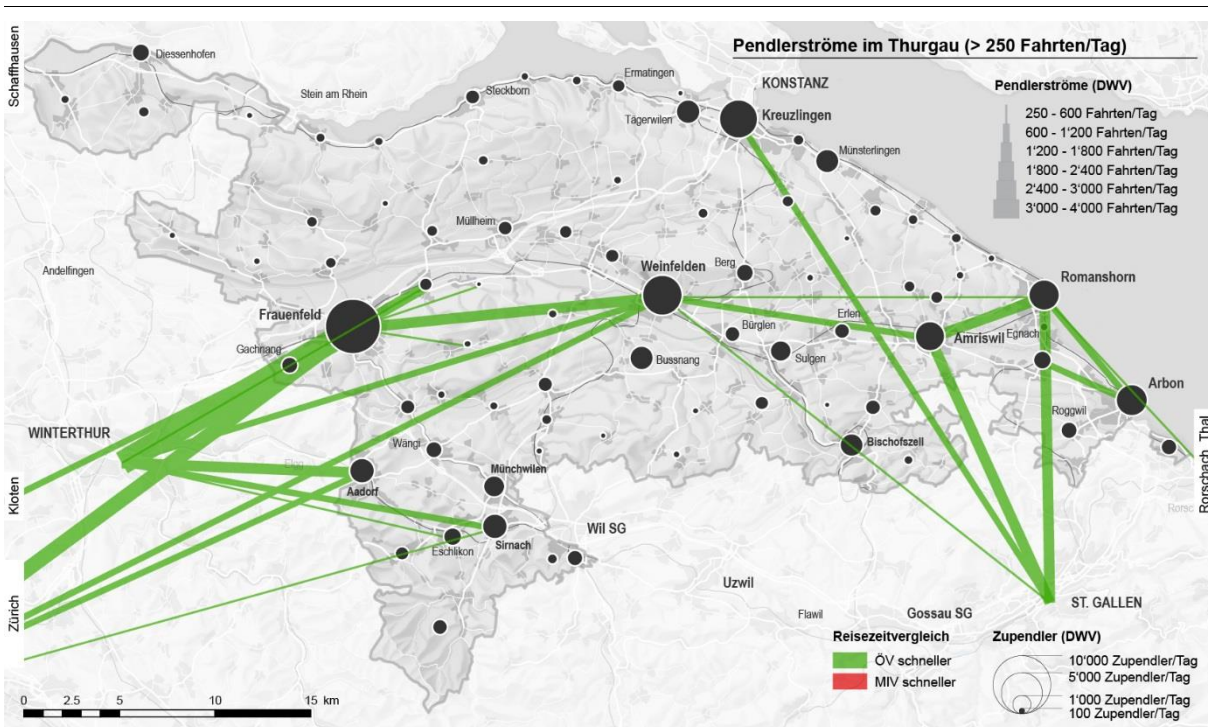 Pendlerströme im Thurgau (> 250 Fahrten/Tag)
Schaffhausen
Diessenhofen
Stein am Rhein
Steckborn
Ermatingen
KONSTANZ
Tägerwilen
Kreuzlingen
Münsterlingen
Pendlerströme (DWV)
250 - 600 Fahrten/Tag
600 - 1'200 Fahrten/Tag
1'200 - 1'800 Fahrten/Tag
1'800 - 2'400 Fahrten/Tag
2'400 - 3'000 Fahrten/Tag
3'000 - 4'000 Fahrten/Tag
Müllheim
Andelfingen
Weinfelden
Berg
Romanshorn
Frauenfeld
Gachnang
Bürglen
Erlen
Egnach
Amriswil
Bussnang
Sulgen
Arbon
Roggwil
WINTERTHUR
Elgg
Wängi
Bischofszell
Aadorf
Münchwilen
Kloten
Rorschach, Thal
Eschlikon
Sirnach
Wil SG
Zürich
Uzwil
Flawil
Gossau SG
ST. GALLEN
Reisezeitvergleich
ÖV schneller
MIV schneller
Zupendler (DWV)
10'000 Zupendler/Tag
5'000 Zupendler/Tag
1'000 Zupendler/Tag
100 Zupendler/Tag
0 2.5 5 10 15 km